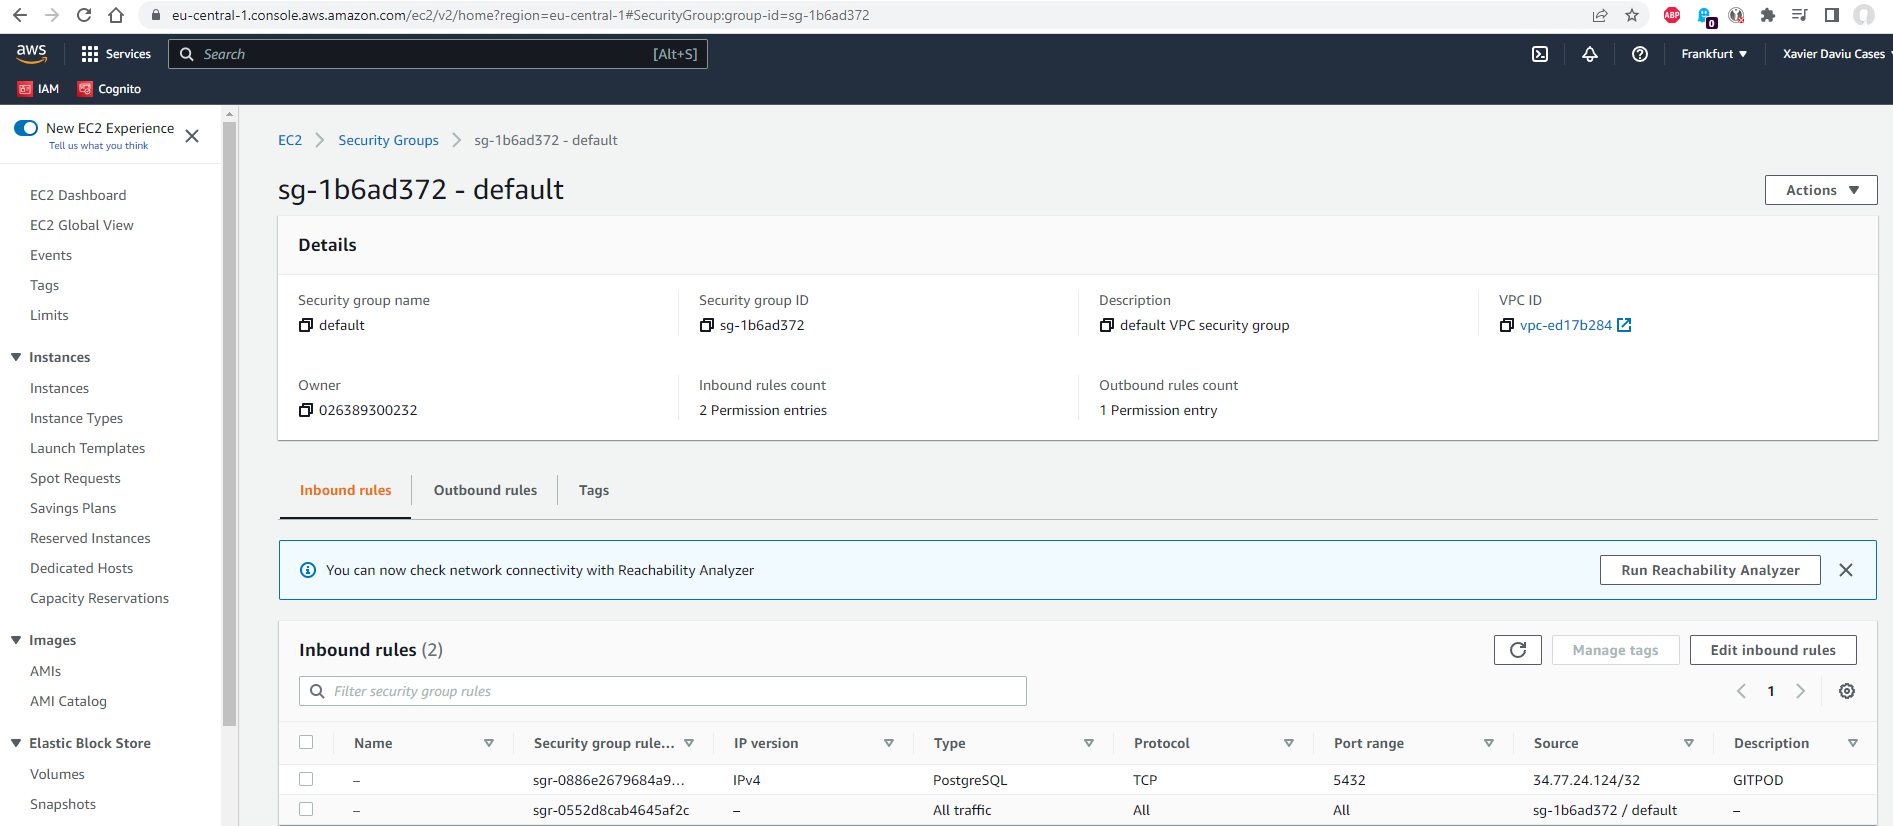 eu-central-1.console.aws.amazon.com/ec2/v2/home?region=eu-central-1#SecurityGroup:group-id=sg-1b6ad372
ABP
0
aws
Services
Search
[Alt+S]
Frankfurt
Xavier Daviu Cases
IAM
Cognito
New EC2 Experience
Tell us what you think
EC2 Dashboard
EC2 Global View
Events
Tags
Limits
Instances
Instances
Instance Types
Launch Templates
Spot Requests
Savings Plans
Reserved Instances
Dedicated Hosts
Capacity Reservations
Images
AMIs
AMI Catalog
Elastic Block Store
Volumes
Snapshots
EC2 Security Groups sg-1b6ad372 - default
sg-1b6ad372 - default
Actions
Details
Security group name
default
Security group ID
sg-1b6ad372
Description
default VPC security group
VPC ID
vpc-ed17b284
Owner
026389300232
Inbound rules count
2 Permission entries
Outbound rules count
1 Permission entry
Inbound rules Outbound rules Tags
You can now check network connectivity with Reachability Analyzer
Run Reachability Analyzer
Inbound rules (2)
Manage tags
Edit inbound rules
Filter security group rules
1
Name Security group rule... IP version Type Protocol Port range Source Description
– sgr-0886e2679684a9... IPv4 PostgreSQL TCP 5432 34.77.24.124/32 GITPOD
– sgr-0552d8cab4645af2c – All traffic All All sg-1b6ad372 / default –